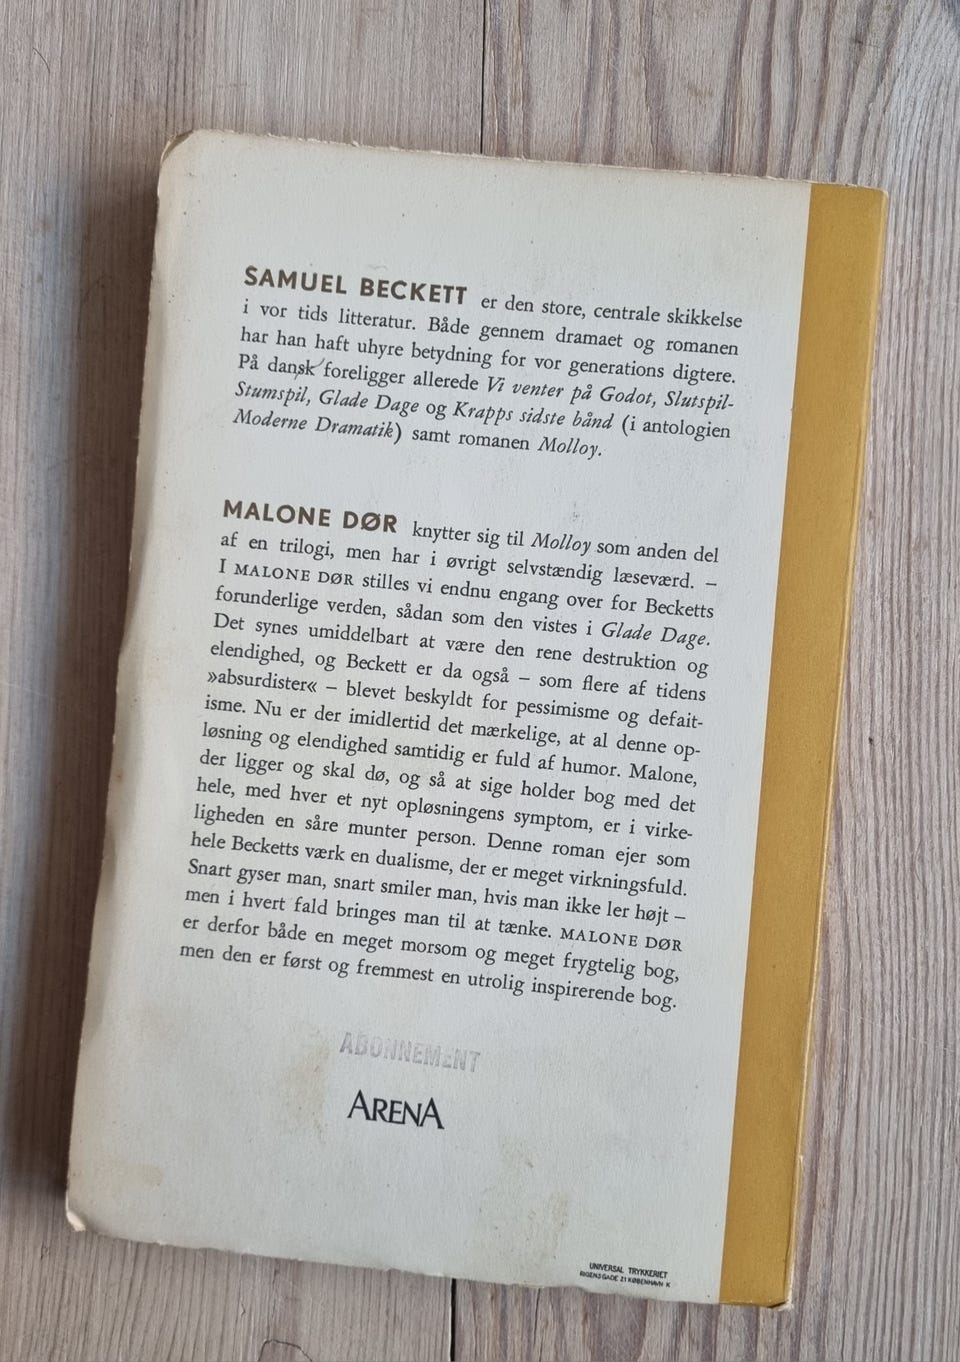 SAMUEL BECKETT er den store, centrale skikkelse
i vor tids litteratur. Både gennem dramaet og romanen
har han haft uhyre betydning for vor generations digtere.
På dansk foreligger allerede Vi venter på Godot, Slutspil-
Stumspil, Glade Dage og Krapps sidste bånd (i antologien
Moderne Dramatik) samt romanen Molloy.
MALONE DØR knytter sig til Molloy som anden del
af en trilogi, men har i øvrigt selvstændig læseværd. –
I MALONE DØR stilles vi endnu engang over for Becketts
forunderlige verden, sådan som den vistes i Glade Dage.
Det synes umiddelbart at være den rene destruktion og
elendighed, og Beckett er da også – som flere af tidens
»absurdister« – blevet beskyldt for pessimisme og defait-
isme. Nu er der imidlertid det mærkelige, at al denne op-
løsning og elendighed samtidig er fuld af humor. Malone,
der ligger og skal dø, og så at sige holder bog med det
hele, med hver et nyt opløsningens symptom, er i virke-
ligheden en såre munter person. Denne roman ejer som
hele Becketts værk en dualisme, der er meget virkningsfuld.
Snart gyser man, snart smiler man, hvis man ikke ler højt –
men i hvert fald bringes man til at tænke. MALONE DØR
er derfor både en meget morsom og meget frygtelig bog,
men den er først og fremmest en utrolig inspirerende bog.
ABONNEMENT
ARENA
UNIVERSAL TRYKKERIET
RIGENSGADE 21 KØBENHAVN K